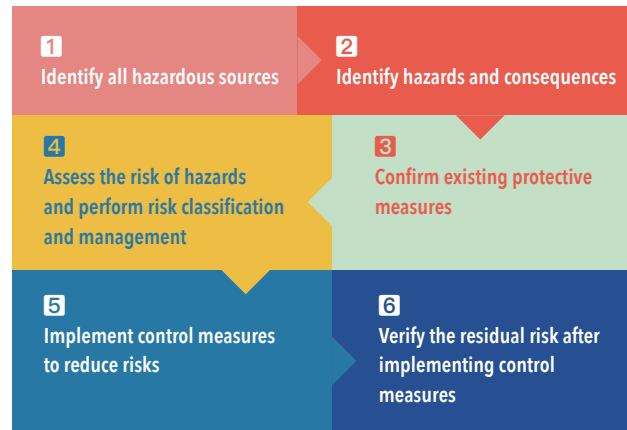 1
Identify all hazardous sources
2
Identify hazards and consequences
3
Confirm existing protective
measures
4
Assess the risk of hazards
and perform risk classification
and management
5
Implement control measures
to reduce risks
6
Verify the residual risk after
implementing control
measures